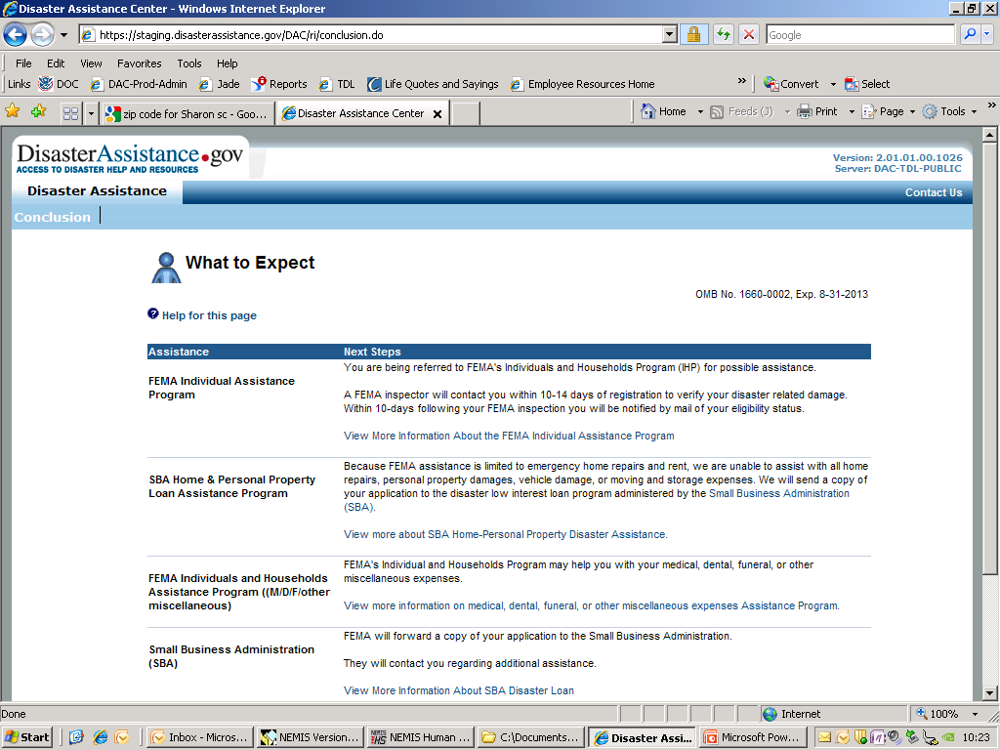 Disaster Assistance Center - Windows Internet Explorer
https://staging.disasterassistance.gov/DAC/ri/conclusion.do
Google
File Edit View Favorites Tools Help
Links DOC DAC-Prod-Admin Jade Reports TDL Life Quotes and Sayings Employee Resources Home » Convert Select
zip code for Sharon sc - Goo... Disaster Assistance Center Home Feeds (J) Print Page Tools »
DisasterAssistance.gov
ACCESS TO DISASTER HELP AND RESOURCES
Version: 2.01.01.00.1026
Server: DAC-TDL-PUBLIC
Disaster Assistance
Contact Us
Conclusion
What to Expect
OMB No. 1660-0002, Exp. 8-31-2013
Help for this page
Assistance Next Steps
FEMA Individual Assistance
Program
You are being referred to FEMA's Individuals and Households Program (IHP) for possible assistance.
A FEMA inspector will contact you within 10-14 days of registration to verify your disaster related damage.
Within 10-days following your FEMA inspection you will be notified by mail of your eligibility status.
View More Information About the FEMA Individual Assistance Program
SBA Home & Personal Property
Loan Assistance Program
Because FEMA assistance is limited to emergency home repairs and rent, we are unable to assist with all home
repairs, personal property damages, vehicle damage, or moving and storage expenses. We will send a copy of
your application to the disaster low interest loan program administered by the Small Business Administration
(SBA).
View more about SBA Home-Personal Property Disaster Assistance.
FEMA Individuals and Households
Assistance Program ((M/D/F/other
miscellaneous)
FEMA's Individual and Households Program may help you with your medical, dental, funeral, or other
miscellaneous expenses.
View more information on medical, dental, funeral, or other miscellaneous expenses Assistance Program.
Small Business Administration
(SBA)
FEMA will forward a copy of your application to the Small Business Administration.
They will contact you regarding additional assistance.
View More Information About SBA Disaster Loan
Done Internet 100%
Start Inbox - Micros... NEMIS Version... NEMIS Human ... C:\Documents... Disaster Assi... Microsoft Pow... 10:23